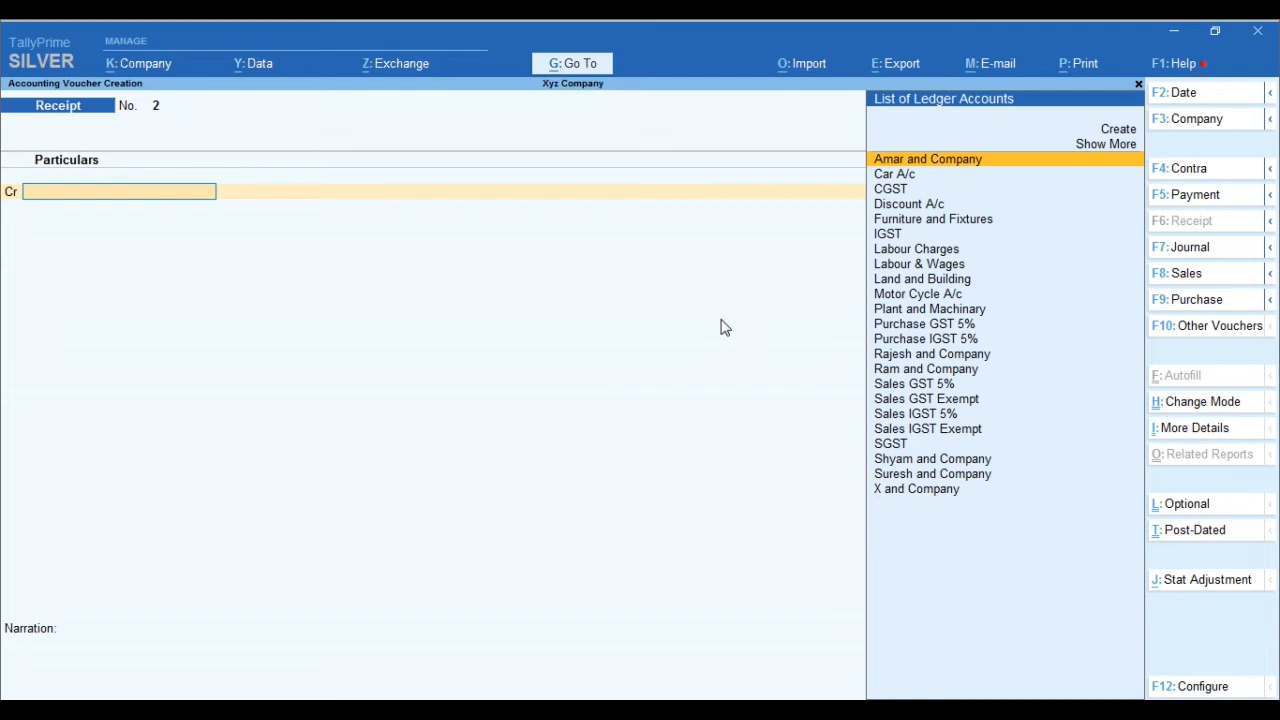 TallyPrime
SILVER
MANAGE
K: Company
Y: Data
Z: Exchange
G: Go To
O: Import
E: Export
M: E-mail
P: Print
F1: Help
Accounting Voucher Creation
Xyz Company
Receipt No. 2
Particulars
Cr
Narration:
List of Ledger Accounts
Create
Show More
Amar and Company
Car A/c
CGST
Discount A/c
Furniture and Fixtures
IGST
Labour Charges
Labour & Wages
Land and Building
Motor Cycle A/c
Plant and Machinery
Purchase GST 5%
Purchase IGST 5%
Rajesh and Company
Ram and Company
Sales GST 5%
Sales GST Exempt
Sales IGST 5%
Sales IGST Exempt
SGST
Shyam and Company
Suresh and Company
X and Company
F2: Date
F3: Company
F4: Contra
F5: Payment
F6: Receipt
F7: Journal
F8: Sales
F9: Purchase
F10: Other Vouchers
F: Autofill
H: Change Mode
I: More Details
O: Related Reports
L: Optional
T: Post-Dated
J: Stat Adjustment
F12: Configure